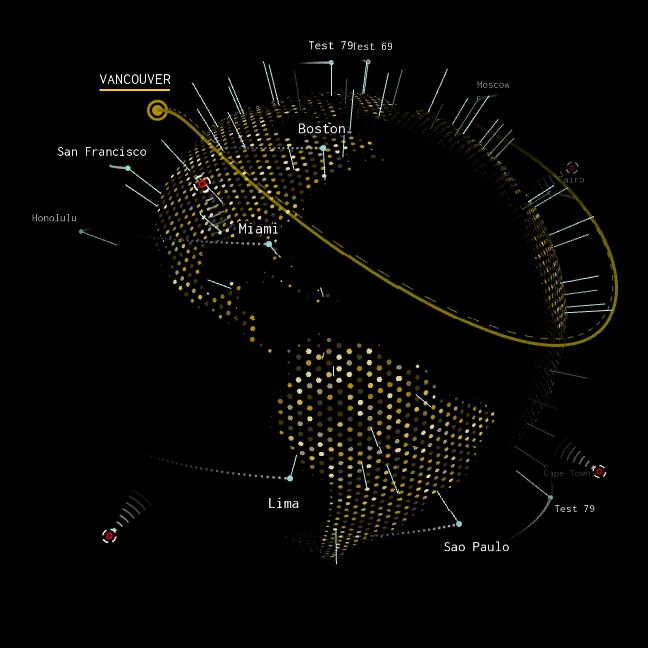 Test 79
Test 69
VANCOUVER
Moscow
Boston
San Francisco
Cairo
Honolulu
Miami
Cape Town
Lima
Test 79
Sao Paulo